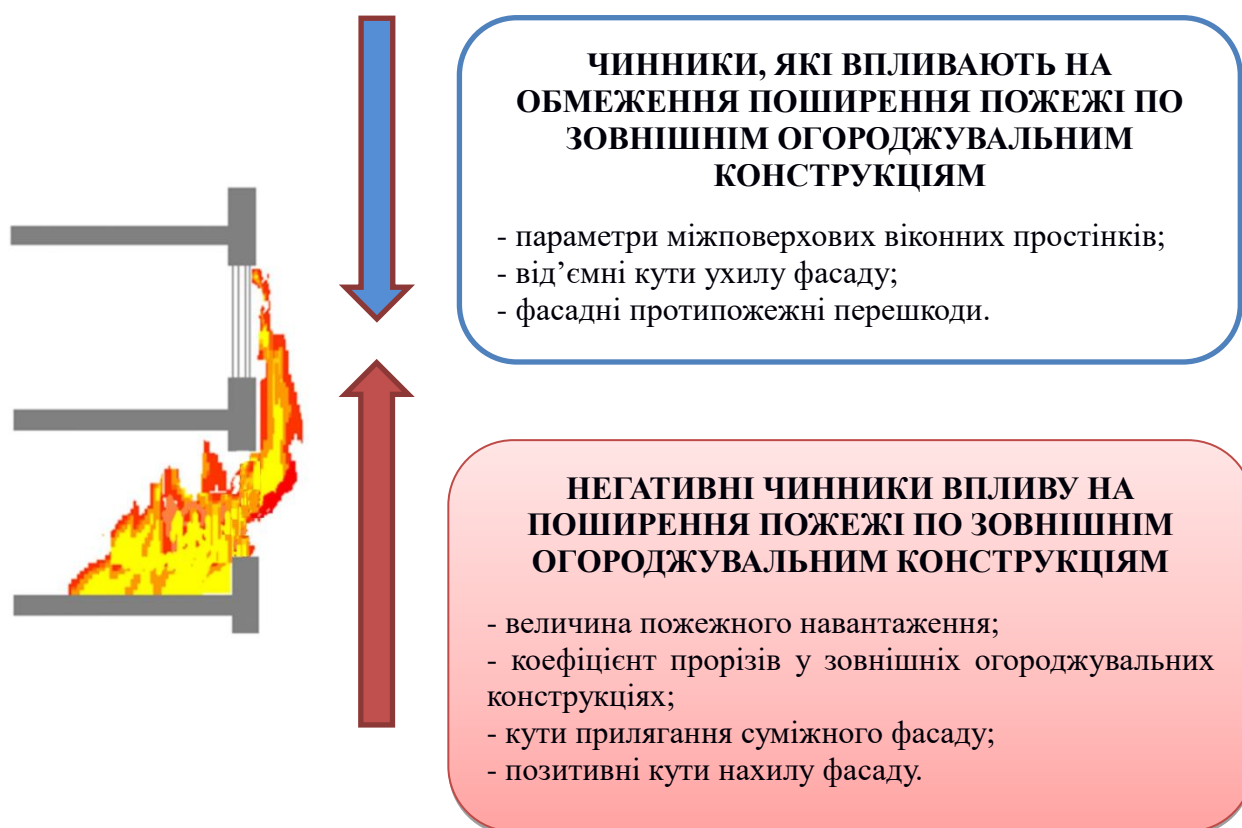 ЧИННИКИ, ЯКІ ВПЛИВАЮТЬ НА
ОБМЕЖЕННЯ ПОШИРЕННЯ ПОЖЕЖІ ПО
ЗОВНІШНІМ ОГОРОДЖУВАЛЬНИМ
КОНСТРУКЦІЯМ
- параметри міжповерхових віконних простінків;
- від’ємні кути ухилу фасаду;
- фасадні протипожежні перешкоди.
НЕГАТИВНІ ЧИННИКИ ВПЛИВУ НА
ПОШИРЕННЯ ПОЖЕЖІ ПО ЗОВНІШНІМ
ОГОРОДЖУВАЛЬНИМ КОНСТРУКЦІЯМ
- величина пожежного навантаження;
- коефіцієнт прорізів у зовнішніх огороджувальних
конструкціях;
- кути прилягання суміжного фасаду;
- позитивні кути нахилу фасаду.